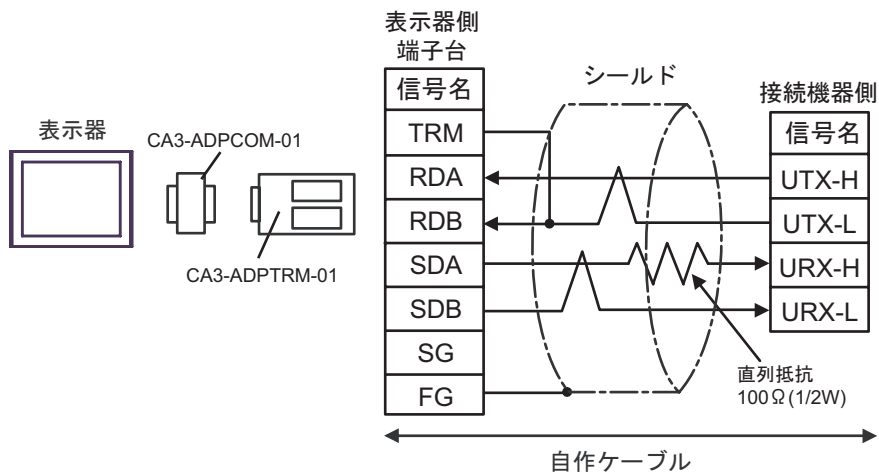 表示器
CA3-ADPCOM-01
CA3-ADPTRM-01
表示器側
端子台
信号名
TRM
RDA
RDB
SDA
SDB
SG
FG
シールド
接続機器側
信号名
UTX-H
UTX-L
URX-H
URX-L
直列抵抗
100Ω(1/2W)
自作ケーブル